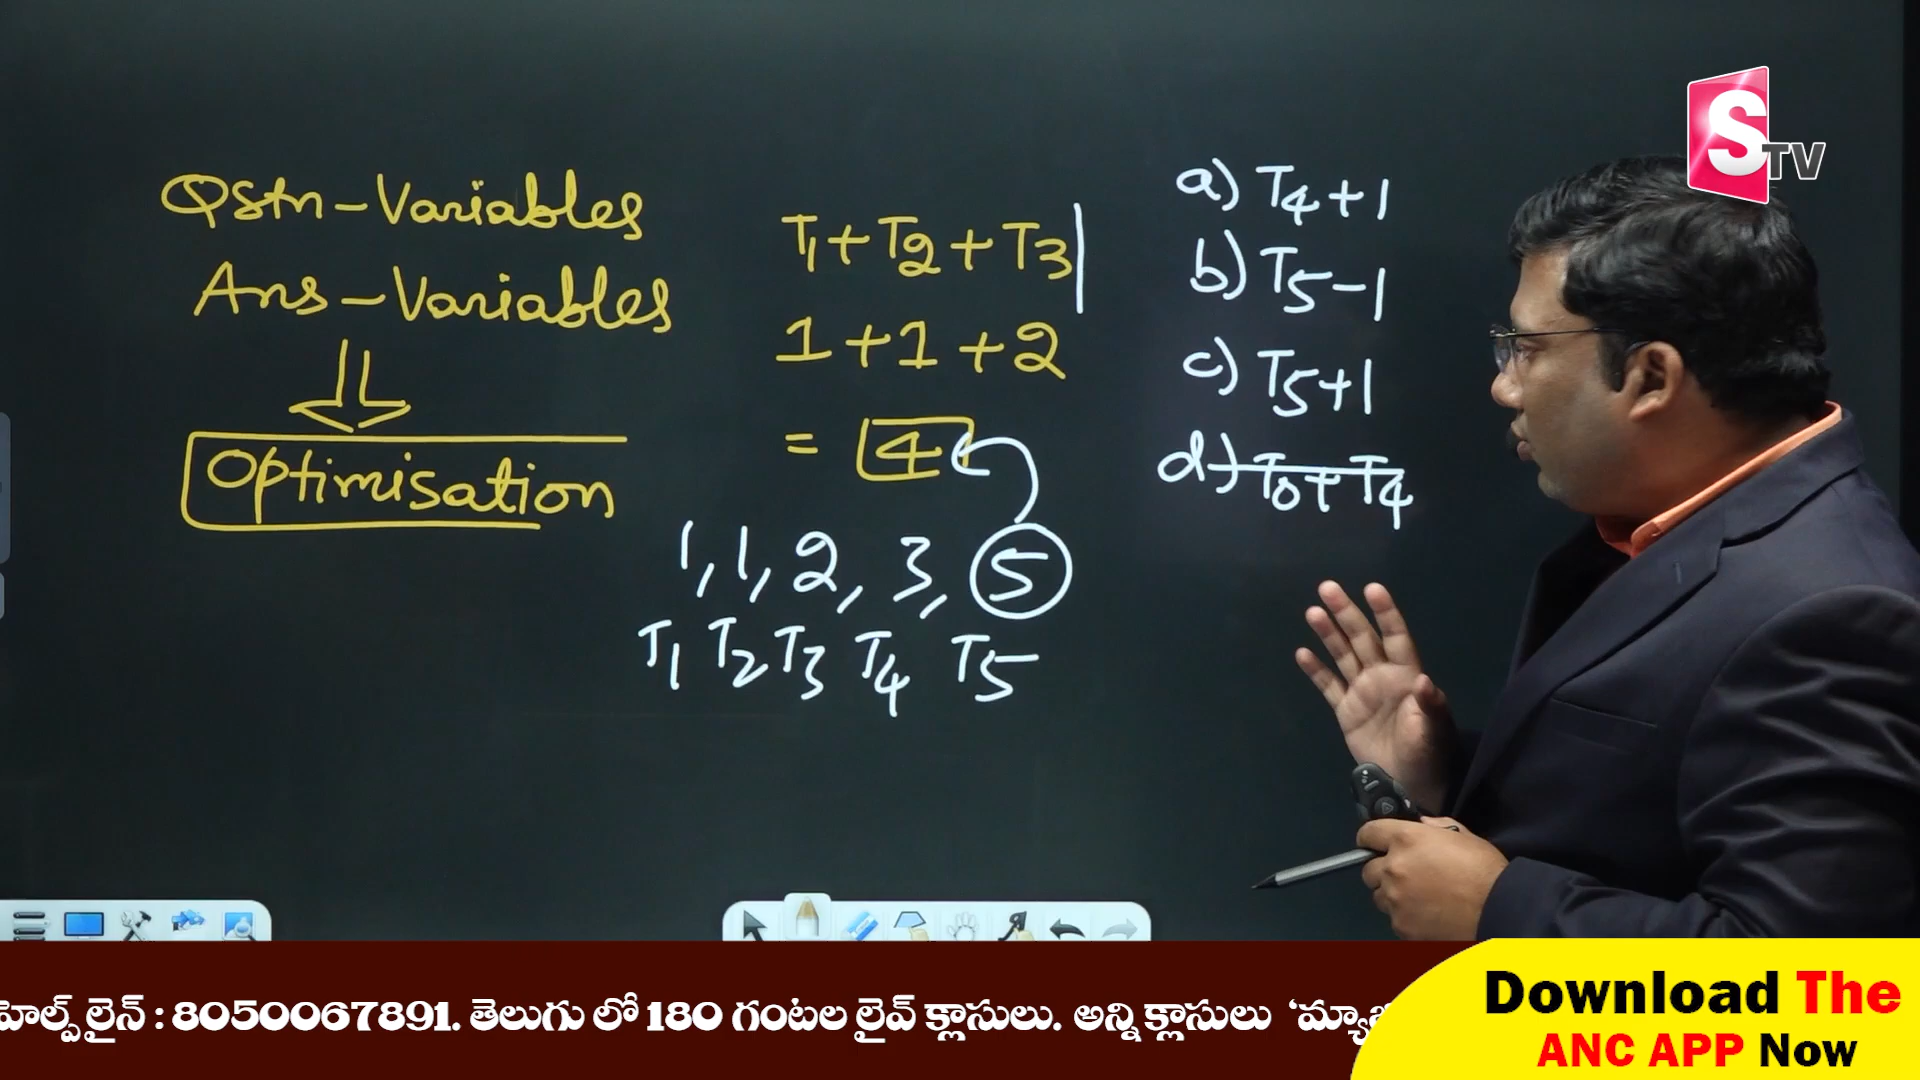 STV
Qstn-Variables
Ans-Variables
Optimisation
T1+T2+T3
1+1+2
= 4
1, 1, 2, 3, 5
T1 T2 T3 T4 T5
a) T4+1
b) T5-1
c) T5+1
d) T6+T4
హెల్ప్ లైన్ : 8050067891. తెలుగు లో 180 గంటల లైవ్ క్లాసులు. అన్ని క్లాసులు
Download The
ANC APP Now